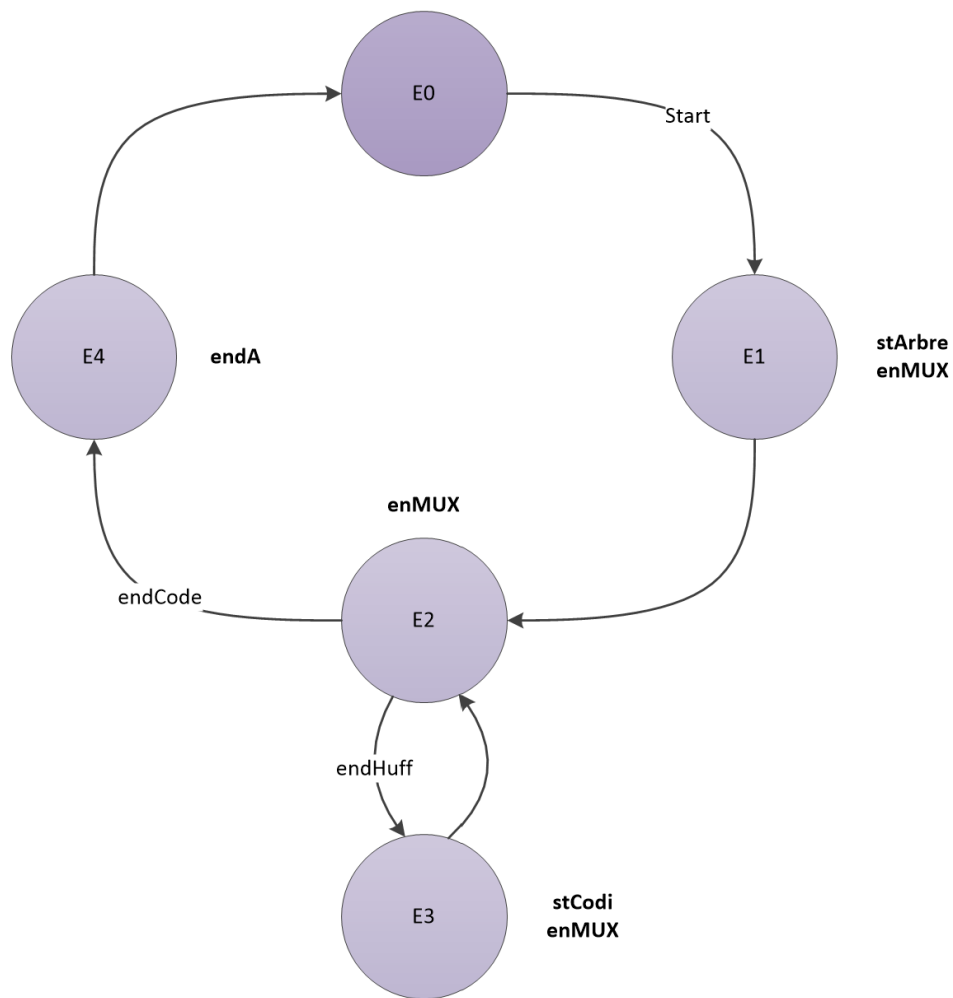 E0
Start
E4
endA
E1
stArbre
enMUX
enMUX
endCode
E2
endHuff
E3
stCodi
enMUX